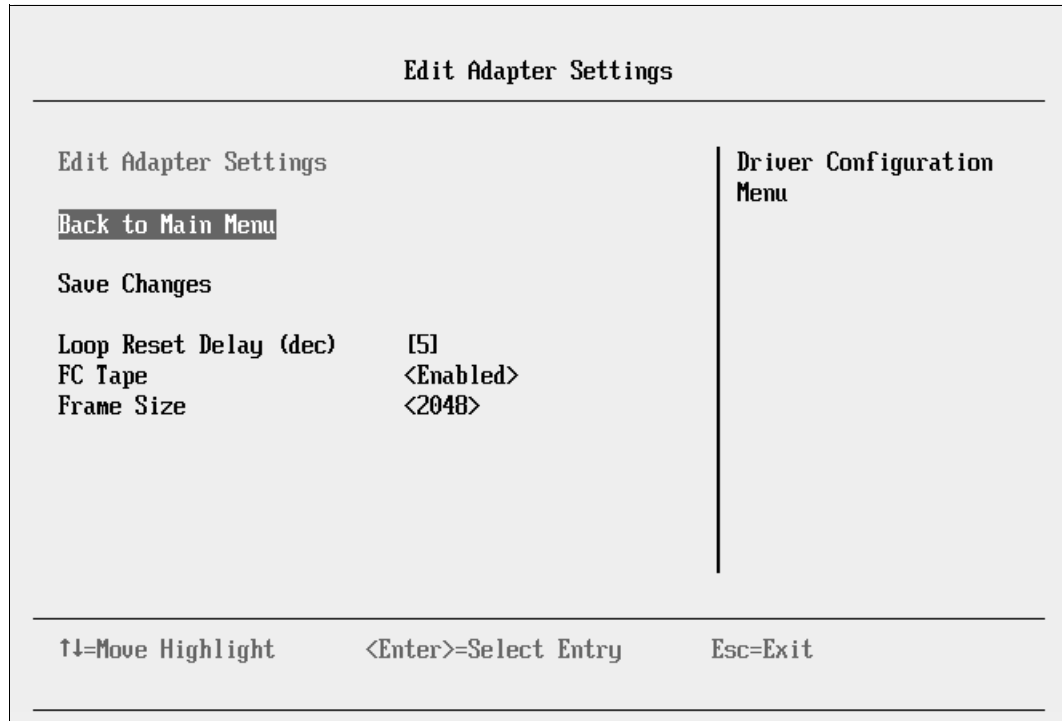 Edit Adapter Settings
Edit Adapter Settings
Back to Main Menu
Save Changes
Loop Reset Delay (dec) [5]
FC Tape <Enabled>
Frame Size <2048>
Driver Configuration
Menu
↑↓=Move Highlight <Enter>=Select Entry Esc=Exit